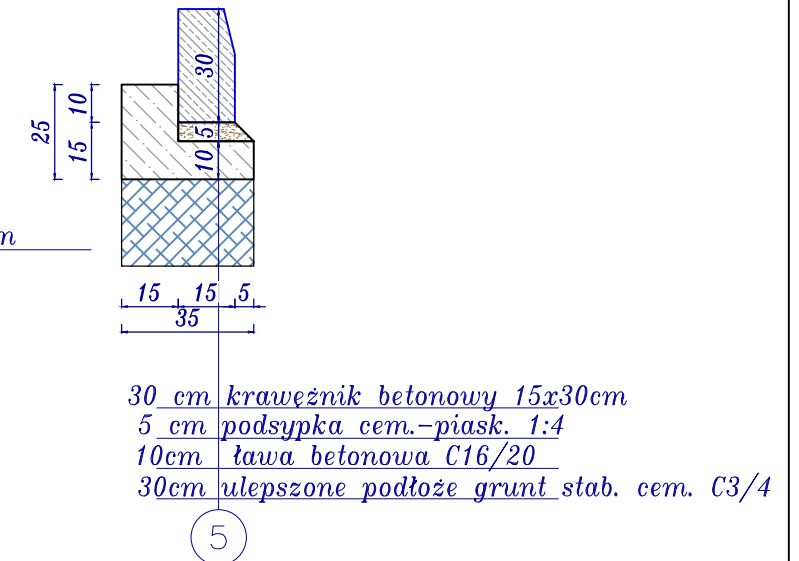 30
10
5
25
15
10
m
15 15 5
35
30 cm krawężnik betonowy 15x30cm
5 cm podsypka cem.-piask. 1:4
10cm ława betonowa C16/20
30cm ulepszone podłoże grunt stab. cem. C3/4
5